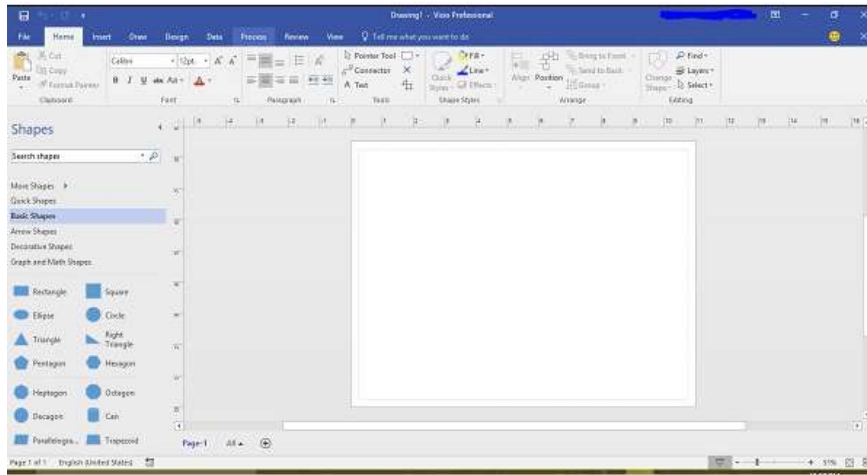 Drawing1 - Visio Professional
File Home Insert Draw Design Data Process Review View Tell me what you want to do
Paste
Cut
Copy
Format Painter
Clipboard
Calibri 12pt.
B I U abc Aa A
Font
Paragraph
Pointer Tool
Connector
A Text
Tools
Quick Styles
Fill
Line
Effects
Shape Styles
Align Position
Bring to Front
Send to Back
Group
Arrange
Change Shape
Find
Layers
Select
Editing
Shapes
Search shapes
More Shapes
Quick Shapes
Basic Shapes
Arrow Shapes
Decorative Shapes
Graph and Math Shapes
Rectangle Square
Ellipse Circle
Triangle Right Triangle
Pentagon Hexagon
Heptagon Octagon
Decagon Can
Parallelogra... Trapezoid
Page-1 All
Page 1 of 1 English (United States) 51%